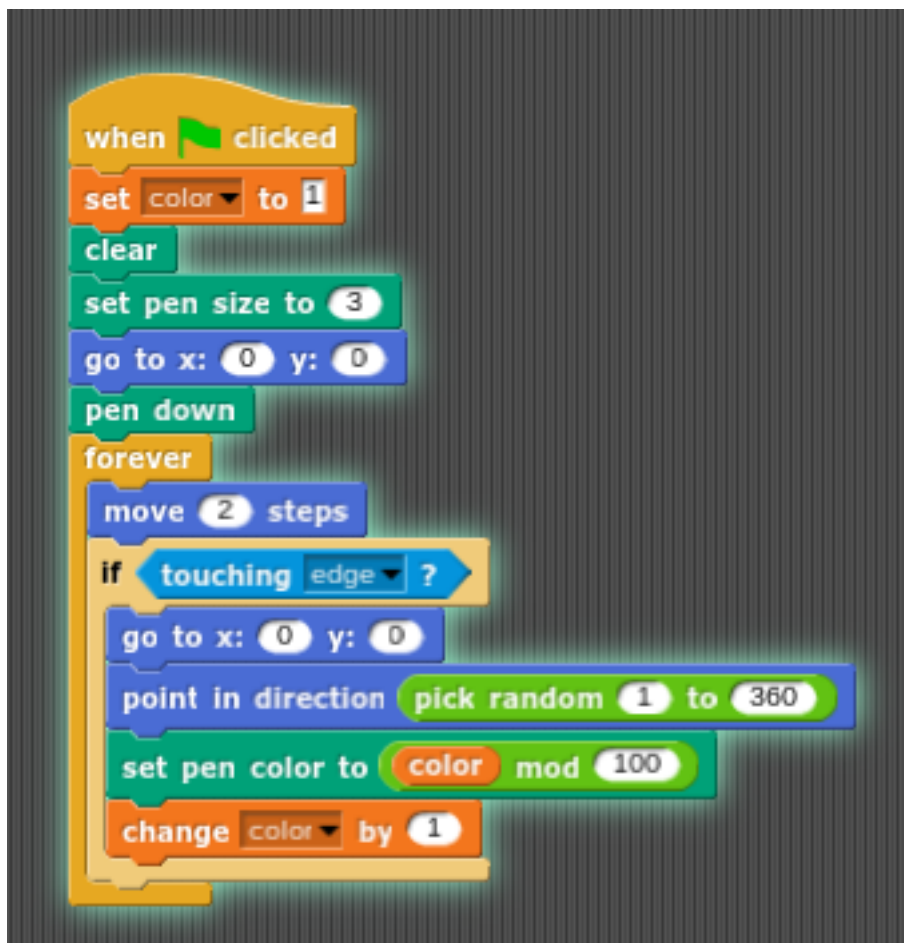 when clicked
set color to 1
clear
set pen size to 3
go to x: 0 y: 0
pen down
forever
move 2 steps
if touching edge ?
go to x: 0 y: 0
point in direction pick random 1 to 360
set pen color to color mod 100
change color by 1